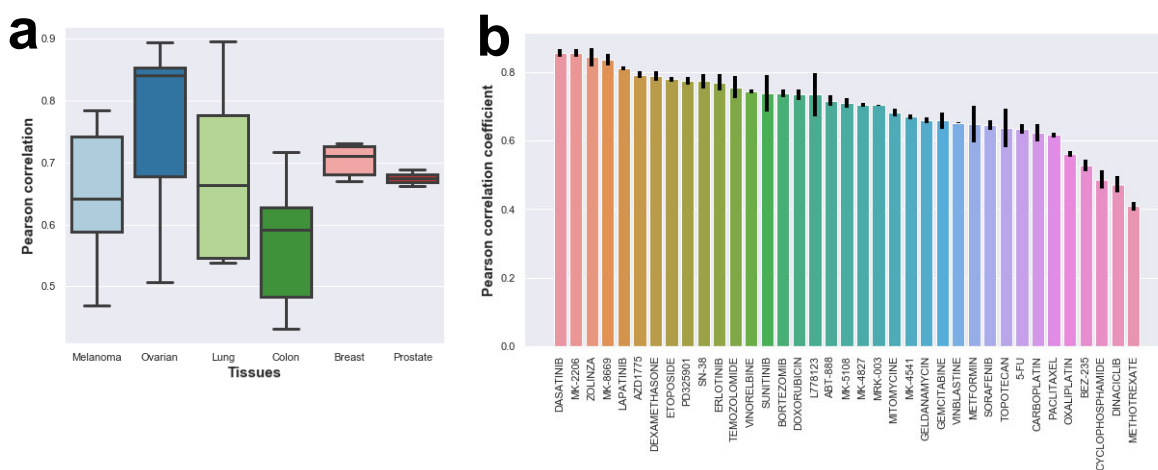 a
0.9
0.8
0.7
0.6
0.5
Pearson correlation
Melanoma Ovarian Lung Colon Breast Prostate
Tissues
b
0.8
0.6
0.4
0.2
0.0
Pearson correlation coefficient
DASATINIB
MK-2206
ZOLINZA
MK-8669
LAPATINIB
AZD1775
DEXAMETHASONE
ETOPOSIDE
PD325901
SN-38
ERLOTINIB
TEMOZOLOMIDE
VINORELBINE
SUNITINIB
BORTEZOMIB
DOXORUBICIN
L778123
ABT-888
MK-5108
MK-4827
MRK-003
MITOMYCINE
MK-4541
GELDANAMYCIN
GEMCITABINE
VINBLASTINE
METFORMIN
SORAFENIB
TOPOTECAN
5-FU
CARBOPLATIN
PACLITAXEL
OXALIPLATIN
BEZ-235
CYCLOPHOSPHAMIDE
DINACICLIB
METHOTREXATE